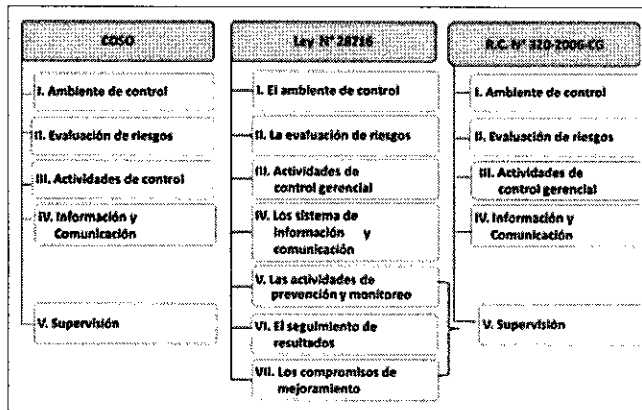 COSO
I. Ambiente de control
II. Evaluación de riesgos
III. Actividades de control
IV. Información y
Comunicación
V. Supervisión
Ley N° 28716
I. El ambiente de control
II. La evaluación de riesgos
III. Actividades de
control gerencial
IV. Los sistema de
información y
comunicación
V. Las actividades de
prevención y monitoreo
VI. El seguimiento de
resultados
VII. Los compromisos de
mejoramiento
R.C. N° 320-2006-CG
I. Ambiente de control
II. Evaluación de riesgos
III. Actividades de
control gerencial
IV. Información y
Comunicación
V. Supervisión